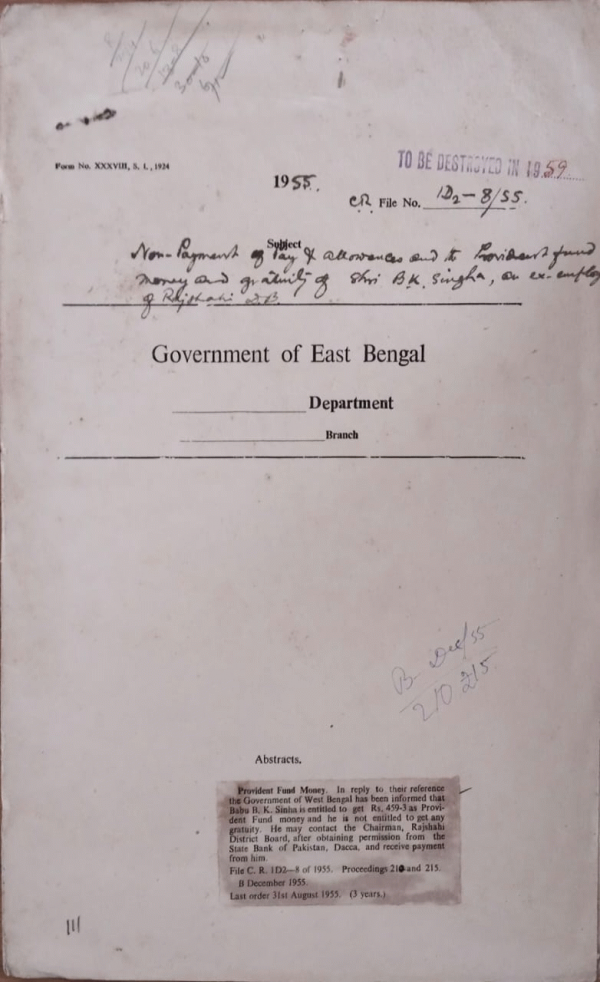 Form No. XXXVIII, S. I., 1924
TO BE DESTROYED IN 1959
1955.
C.R. File No. 1D2-8/55.
Subject
Non-Payment of Pay & allowances and to Provident fund
money and gratuity of Shri B.K. Singha, an ex-employ
of Rajshahi D.B.
Government of East Bengal
Department
Branch
B. Dec/55
210 215
Abstracts.
Provident Fund Money. In reply to their reference
the Government of West Bengal has been informed that
Babu B. K. Sinha is entitled to get Rs. 459-3 as Provi-
dent Fund money and he is not entitled to get any
gratuity. He may contact the Chairman, Rajshahi
District Board, after obtaining permission from the
State Bank of Pakistan, Dacca, and receive payment
from him.
File C. R. 1D2—8 of 1955. Proceedings 210 and 215.
B December 1955.
Last order 31st August 1955. (3 years.)